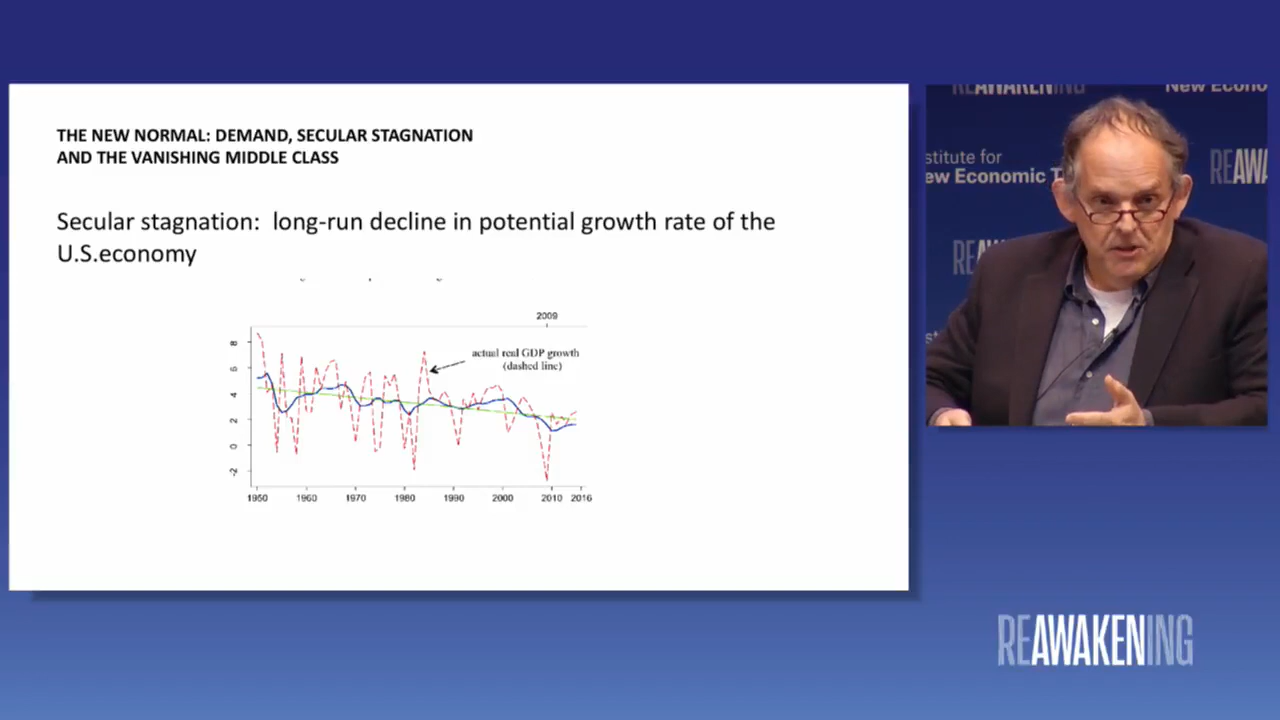 THE NEW NORMAL: DEMAND, SECULAR STAGNATION
AND THE VANISHING MIDDLE CLASS
Secular stagnation: long-run decline in potential growth rate of the
U.S.economy
2009
actual real GDP growth
(dashed line)
8
6
4
2
0
-2
1950 1960 1970 1980 1990 2000 2010 2016
REAWAKENING
New Econo
stitute for
ew Economic T
REAWA
REA
REAWAKENING